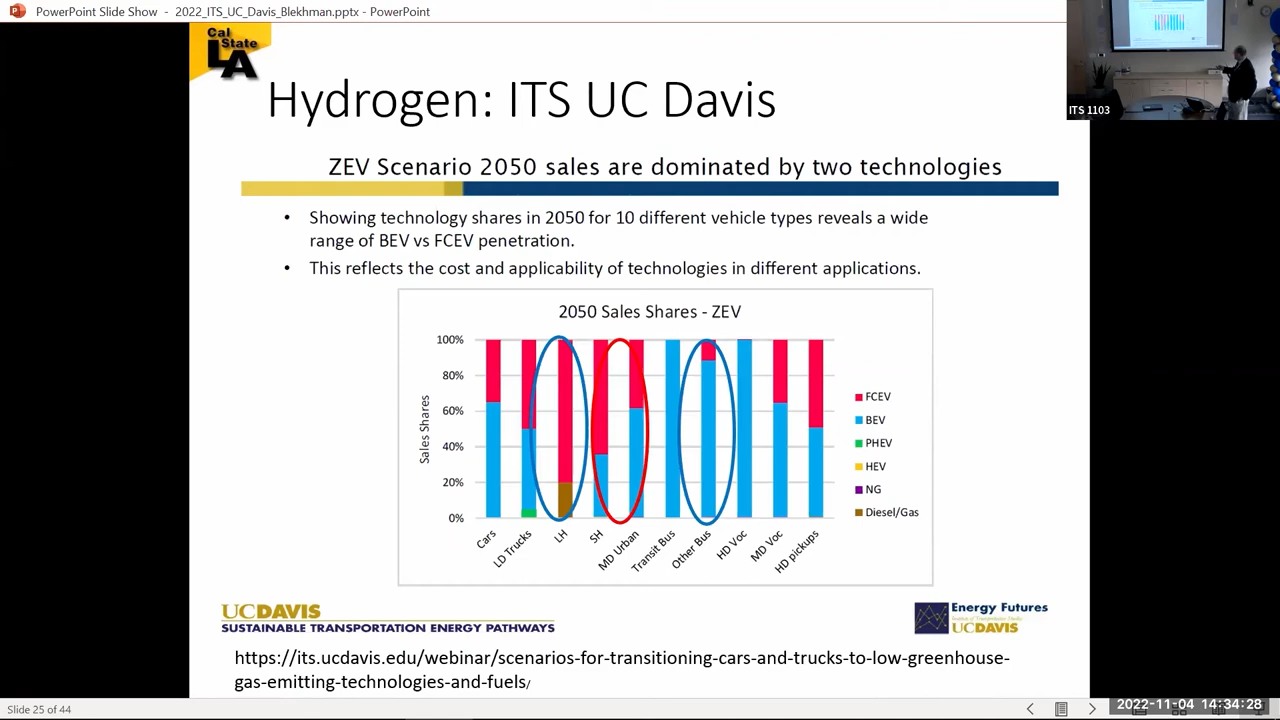 PowerPoint Slide Show - 2022_ITS_UC_Davis_Blekhman.pptx - PowerPoint
Cal
State
LA
ITS 1103
Hydrogen: ITS UC Davis
ZEV Scenario 2050 sales are dominated by two technologies
• Showing technology shares in 2050 for 10 different vehicle types reveals a wide
range of BEV vs FCEV penetration.
• This reflects the cost and applicability of technologies in different applications.
2050 Sales Shares - ZEV
Sales Shares
100%
80%
60%
40%
20%
0%
Cars
LD Trucks
LH
SH
MD Urban
Transit Bus
Other Bus
HD Voc
MD Voc
HD pickups
FCEV
BEV
PHEV
HEV
NG
Diesel/Gas
UCDAVIS
SUSTAINABLE TRANSPORTATION ENERGY PATHWAYS
Energy Futures
UCDAVIS
https://its.ucdavis.edu/webinar/scenarios-for-transitioning-cars-and-trucks-to-low-greenhouse-
gas-emitting-technologies-and-fuels/
Slide 25 of 44
2022-11-04 14:34:28